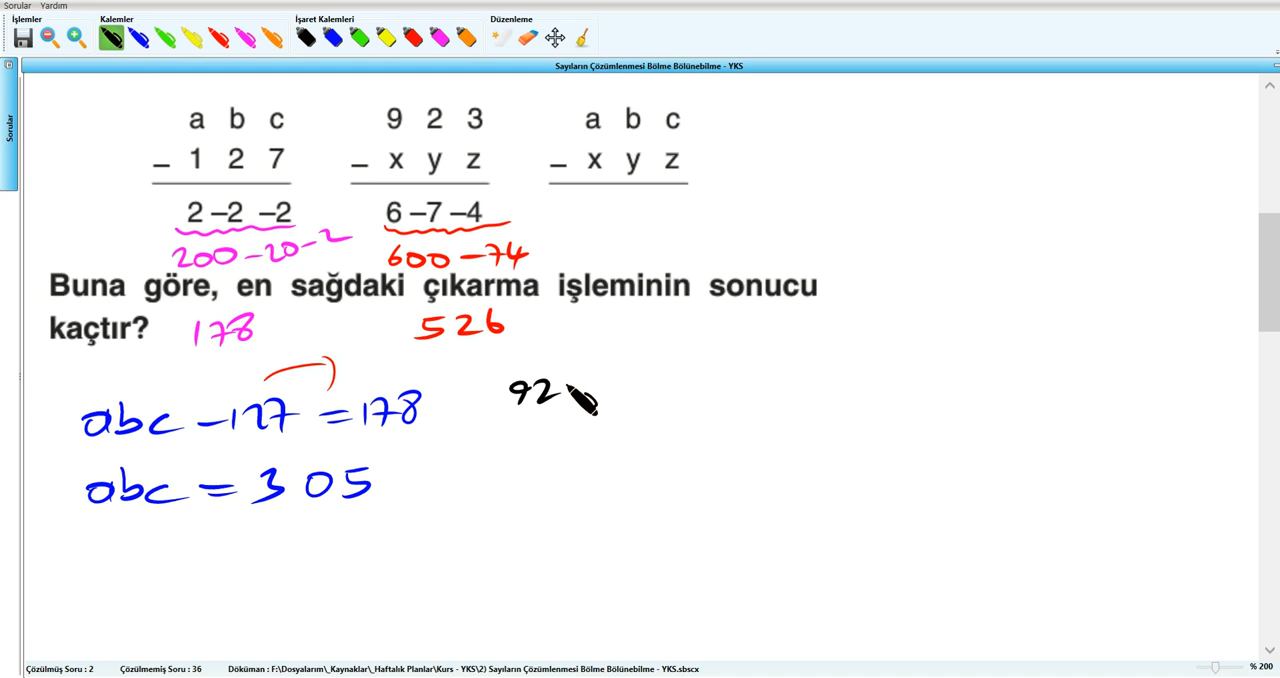 Sorular Yardım
İşlemler Kalemler İşaret Kalemleri Düzenleme
Sayıların Çözümlenmesi Bölme Bölünebilme - YKS
Sorular
a b c 9 2 3 a b c
– 1 2 7 – x y z – x y z
2 –2 –2 6 –7 –4
200-20-2 600-74
Buna göre, en sağdaki çıkarma işleminin sonucu
kaçtır? 178 526
abc -127 = 178 92
abc = 305
Çözülmüş Soru : 2 Çözülmemiş Soru : 36 Döküman : F:\Dosyalarım\_Kaynaklar\_Haftalık Planlar\Kurs - YKS\2) Sayıların Çözümlenmesi Bölme Bölünebilme - YKS.sbscx % 200